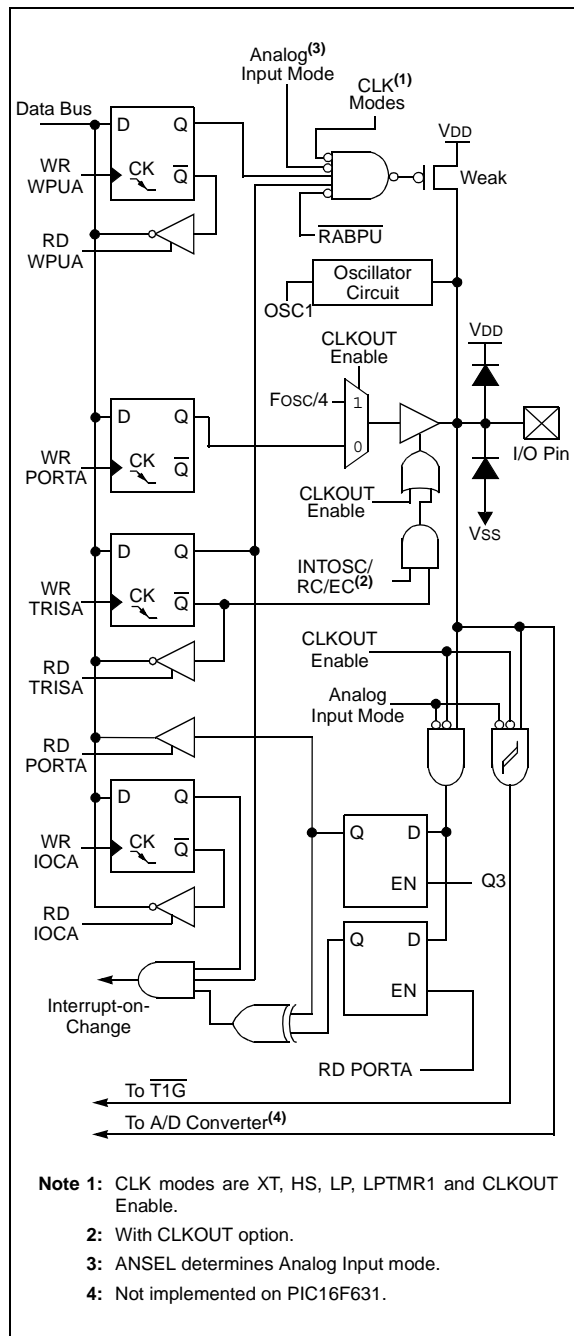 Analog(3)
Input Mode
CLK(1)
Modes
Data Bus
VDD
D Q
WR
WPUA
CK Q
Weak
RABPU
RD
WPUA
Oscillator
Circuit
OSC1
CLKOUT
Enable
VDD
FOSC/4
1
0
D Q
WR
PORTA
CK Q
I/O Pin
CLKOUT
Enable
VSS
D Q
INTOSC/
RC/EC(2)
WR
TRISA
CK Q
CLKOUT
Enable
RD
TRISA
Analog
Input Mode
RD
PORTA
D Q
WR
IOCA
CK Q
Q D
EN
Q3
RD
IOCA
Q D
EN
Interrupt-on-
Change
RD PORTA
To T1G
To A/D Converter(4)
Note 1: CLK modes are XT, HS, LP, LPTMR1 and CLKOUT
Enable.
2: With CLKOUT option.
3: ANSEL determines Analog Input mode.
4: Not implemented on PIC16F631.